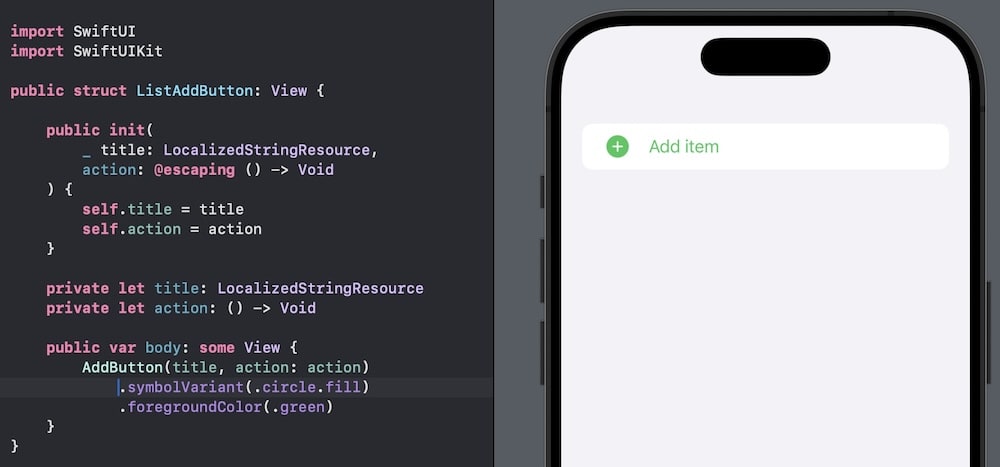 import SwiftUI
import SwiftUIKit
public struct ListAddButton: View {
public init(
_ title: LocalizedStringResource,
action: @escaping () -> Void
) {
self.title = title
self.action = action
}
private let title: LocalizedStringResource
private let action: () -> Void
public var body: some View {
AddButton(title, action: action)
.symbolVariant(.circle.fill)
.foregroundColor(.green)
}
}
Add item